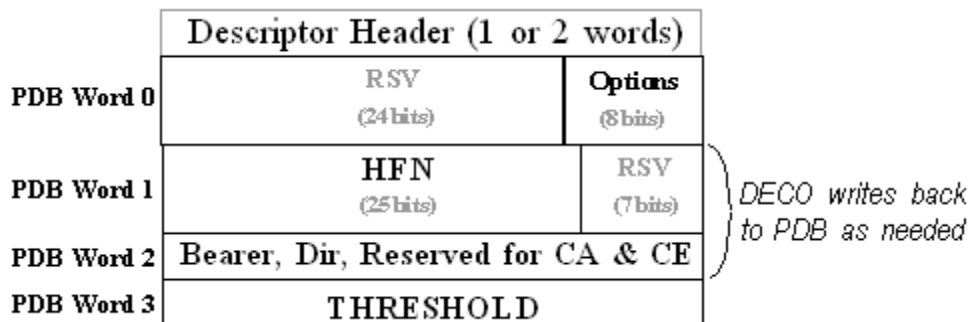 Descriptor Header (1 or 2 words)
PDB Word 0
RSV
(24 bits)
Options
(8 bits)
PDB Word 1
HFN
(25 bits)
RSV
(7 bits)
DECO writes back
to PDB as needed
PDB Word 2
Bearer, Dir, Reserved for CA & CE
PDB Word 3
THRESHOLD